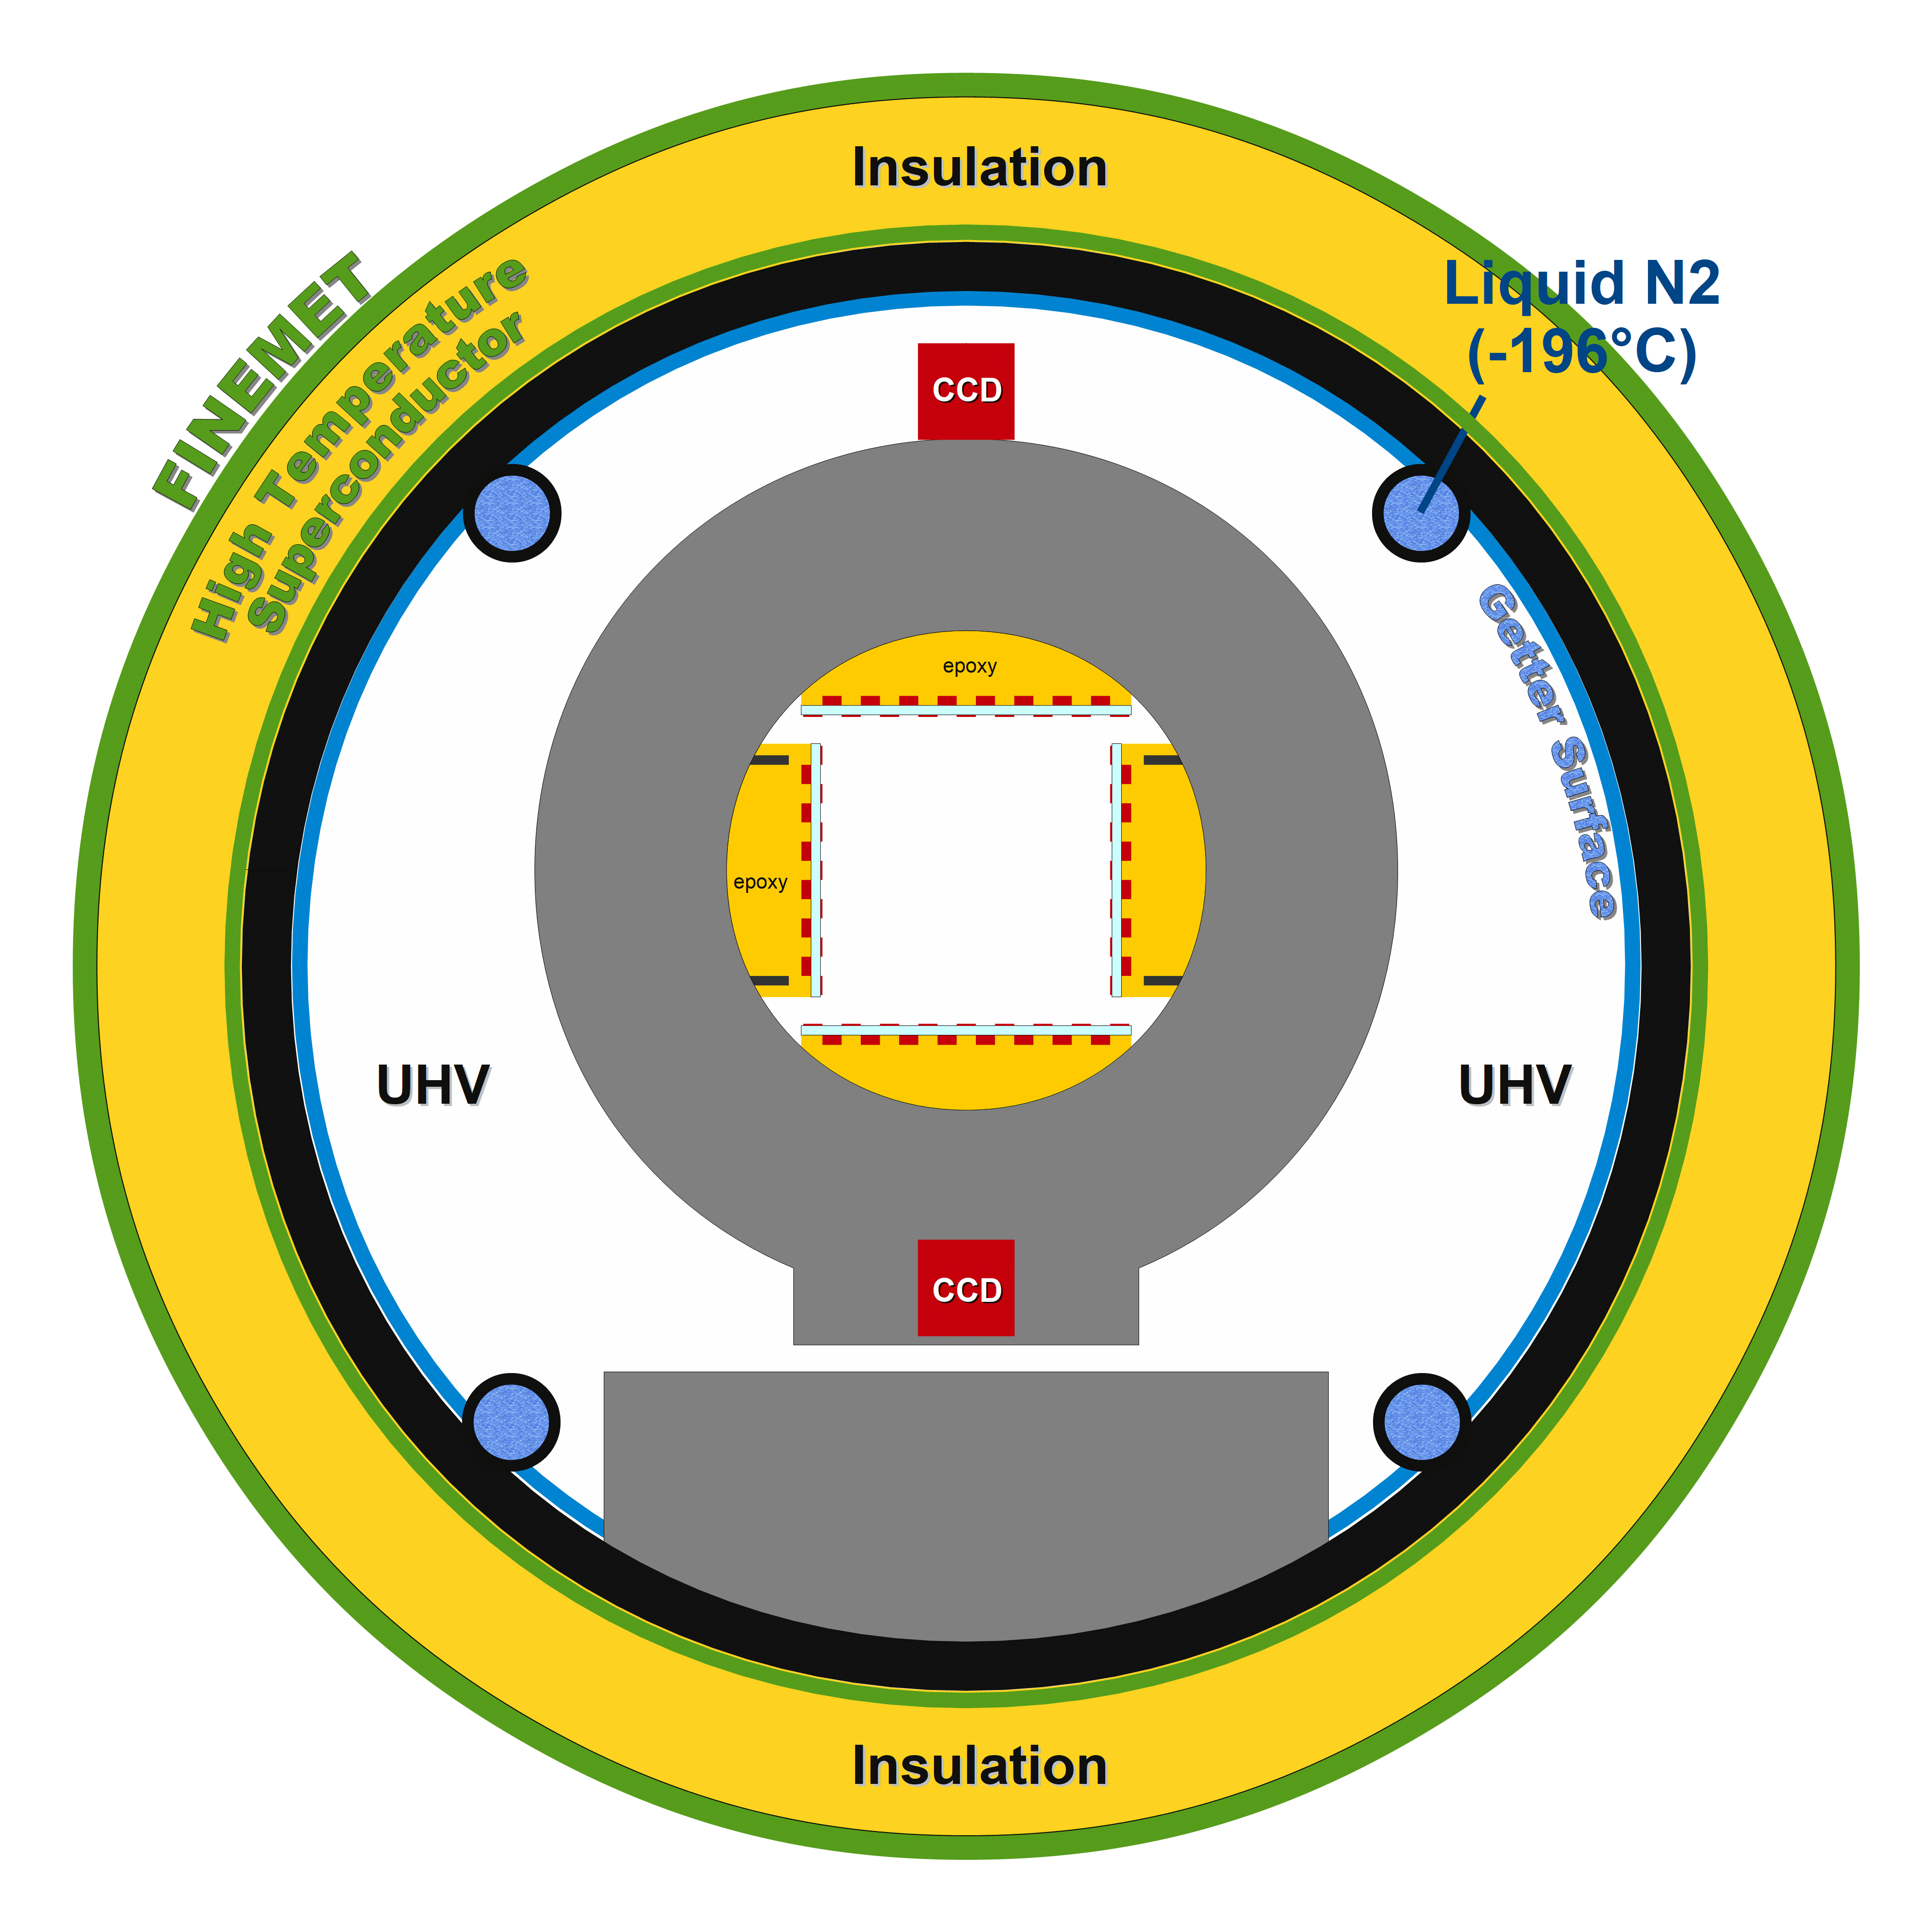 Insulation
Liquid N2
(-196°C)
FINEMET
High Temperature
Superconductor
CCD
Getter Surface
epoxy
epoxy
UHV
UHV
CCD
Insulation